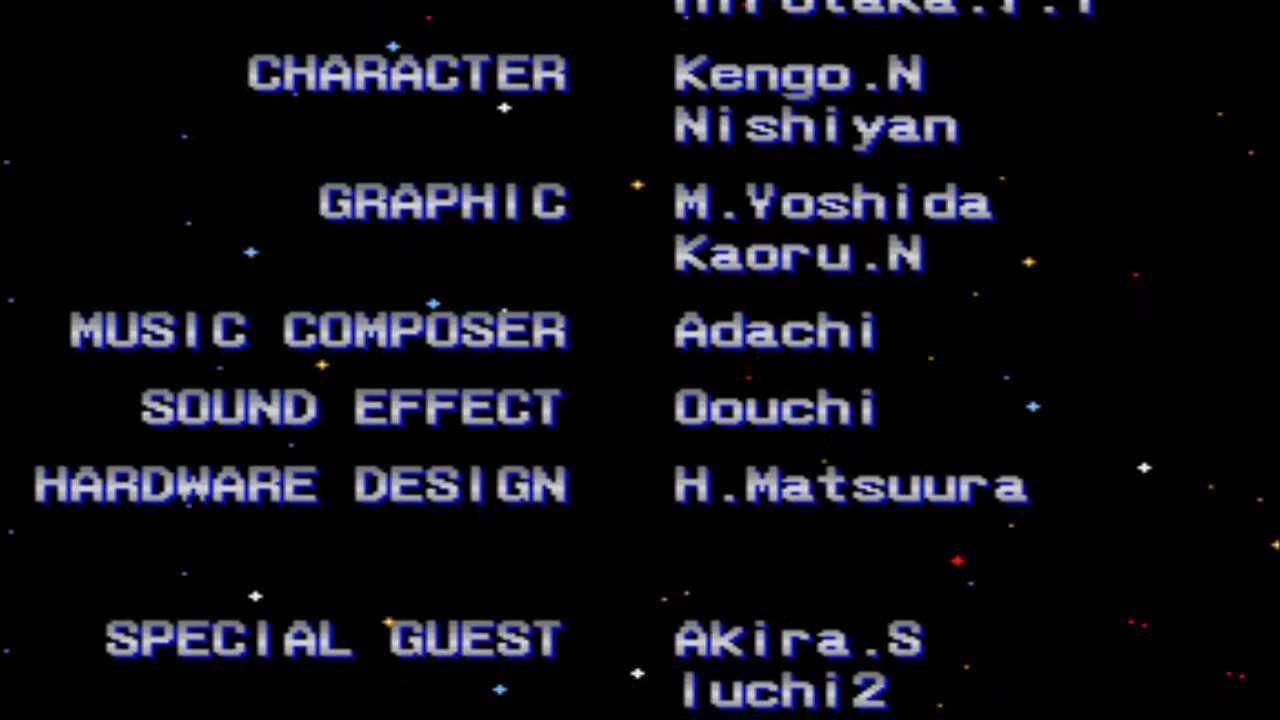 CHARACTER Kengo.N
Nishiyan
GRAPHIC M.Yoshida
Kaoru.N
MUSIC COMPOSER Adachi
SOUND EFFECT Oouchi
HARDWARE DESIGN H.Matsuura
SPECIAL GUEST AKira.S
Iuchi2